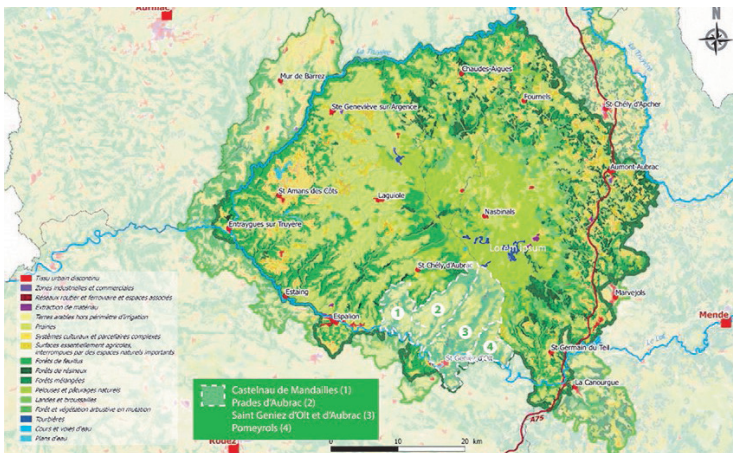 Aurillac
N
La Truyère
Mur de Barrez
Chaudes-Aigues
Fournels
St Chély d'Apcher
Ste Geneviève sur Argence
Aumont-Aubrac
St Amans des Côts
Laguiole
Nasbinals
Entraygues sur Truyère
Lorem ipsum
St Chély d'Aubrac
Estaing
Marvejols
Espalion
Mende
Le Lot
St Germain du Teil
La Canourgue
A75
Rodez
1
2
3
4
Tissu urbain discontinu
Zones industrielles et commerciales
Réseaux routier et ferroviaire et espaces associés
Extraction de matériau
Terres arables hors périmètre d'irrigation
Prairies
Systèmes culturaux et parcellaires complexes
Surfaces essentiellement agricoles,
interrompues par des espaces naturels importants
Forêts de feuillus
Forêts de résineux
Forêts mélangées
Pelouses et pâturages naturels
Landes et broussailles
Forêt et végétation arbustive en mutation
Tourbières
Cours et voies d'eau
Plans d'eau
Castelnau de Mandailles (1)
Prades d'Aubrac (2)
Saint Geniez d'Olt et d'Aubrac (3)
Pomeyrols (4)
0 10 20 km